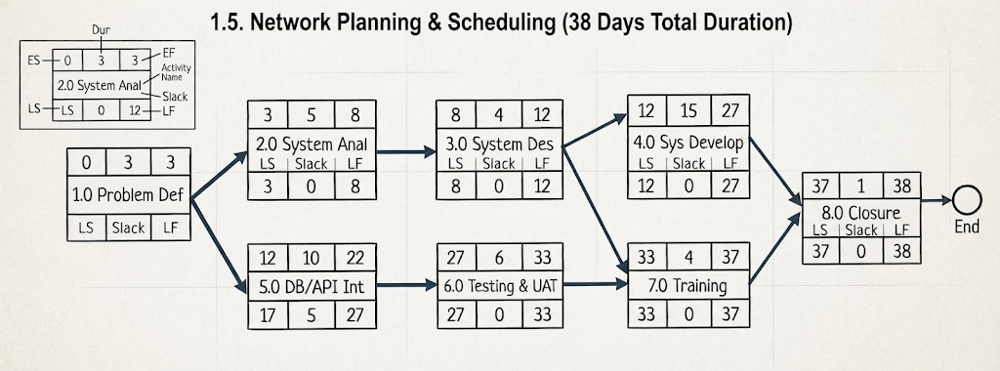 1.5. Network Planning & Scheduling (38 Days Total Duration)
Dur
ES 0 3 3 EF
2.0 System Anal Activity Name
Slack
LS LS 0 12 LF
0 3 3
1.0 Problem Def
LS Slack LF
3 5 8
2.0 System Anal
LS Slack LF
3 0 8
8 4 12
3.0 System Des
LS Slack LF
8 0 12
12 15 27
4.0 Sys Develop
LS Slack LF
12 0 27
12 10 22
5.0 DB/API Int
17 5 27
27 6 33
6.0 Testing & UAT
27 0 33
33 4 37
7.0 Training
33 0 37
37 1 38
8.0 Closure
LS Slack LF
37 0 38
End